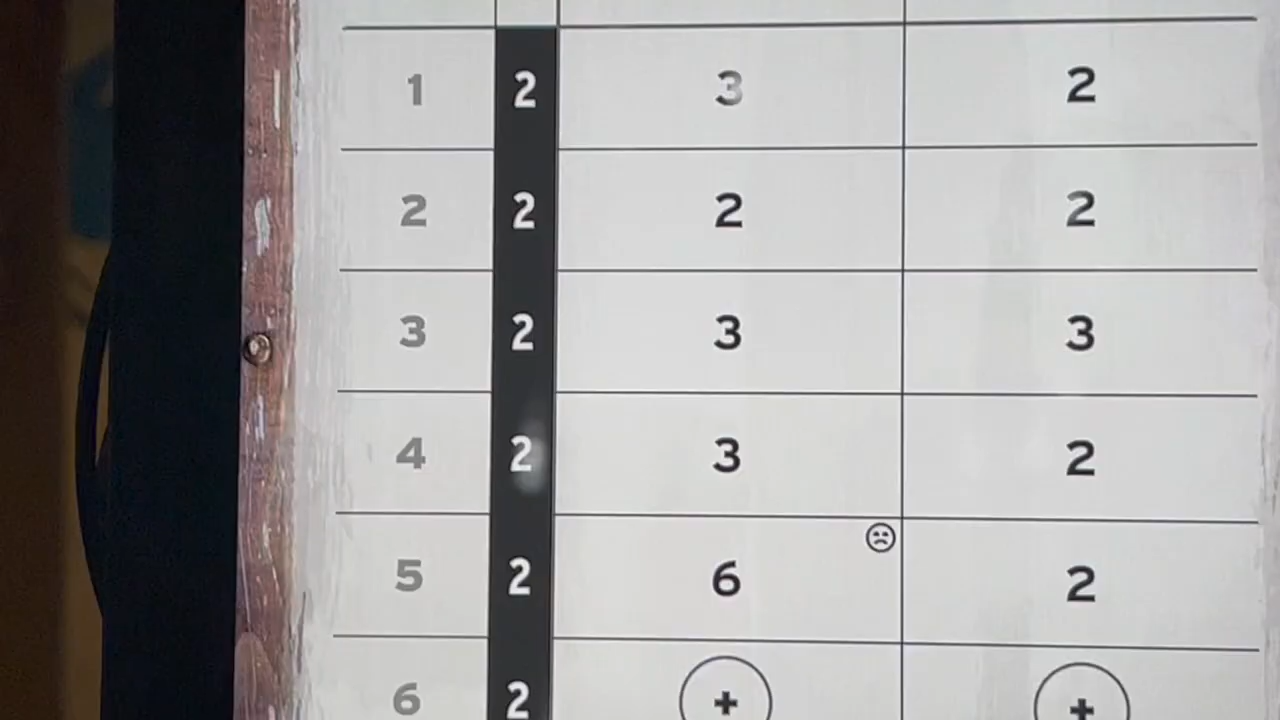 1 2 3 2
2 2 2 2
3 2 3 3
4 2 3 2
5 2 6 2
6 2 + +